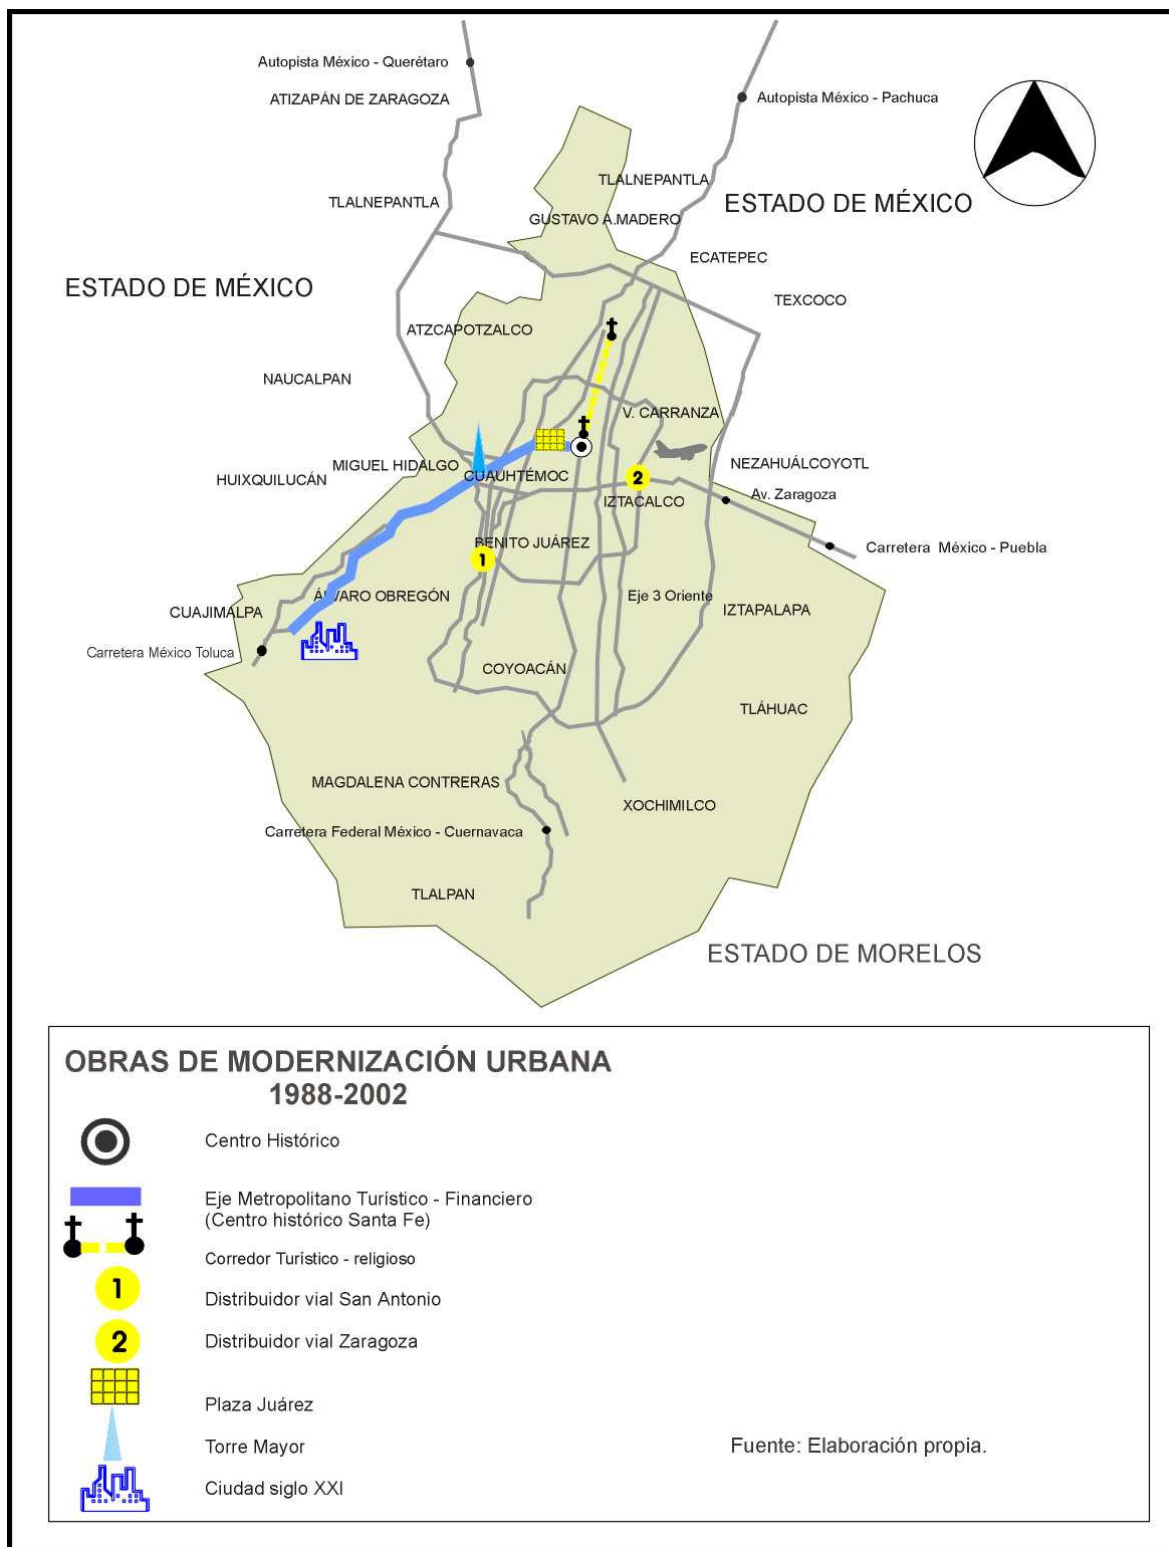 Autopista México - Querétaro
ATIZAPÁN DE ZARAGOZA
Autopista México - Pachuca
TLALNEPANTLA
TLALNEPANTLA
ESTADO DE MÉXICO
GUSTAVO A.MADERO
ECATEPEC
ESTADO DE MÉXICO
TEXCOCO
ATZCAPOTZALCO
NAUCALPAN
V. CARRANZA
MIGUEL HIDALGO
NEZAHUÁLCOYOTL
HUIXQUILUCÁN
CUAUHTÉMOC
2
Av. Zaragoza
IZTACALCO
BENITO JUÁREZ
Carretera México - Puebla
1
ÁLVARO OBREGÓN
Eje 3 Oriente
CUAJIMALPA
IZTAPALAPA
Carretera México Toluca
COYOACÁN
TLÁHUAC
MAGDALENA CONTRERAS
XOCHIMILCO
Carretera Federal México - Cuernavaca
TLALPAN
ESTADO DE MORELOS
OBRAS DE MODERNIZACIÓN URBANA
1988-2002
Centro Histórico
Eje Metropolitano Turístico - Financiero
(Centro histórico Santa Fe)
Corredor Turístico - religioso
1
Distribuidor vial San Antonio
2
Distribuidor vial Zaragoza
Plaza Juárez
Torre Mayor
Fuente: Elaboración propia.
Ciudad siglo XXI